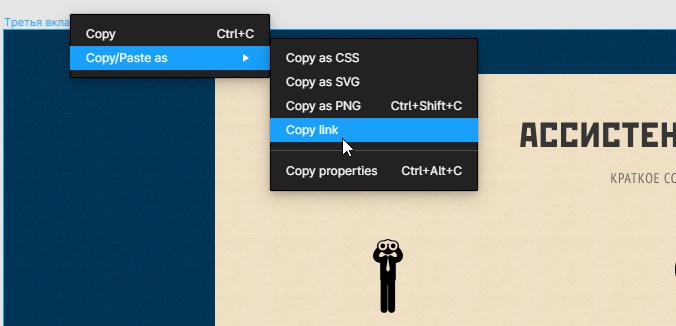 Третья вкла
Copy Ctrl+C
Copy/Paste as
Copy as CSS
Copy as SVG
Copy as PNG Ctrl+Shift+C
Copy link
Copy properties Ctrl+Alt+C
АССИСТЕН
КРАТКОЕ СО